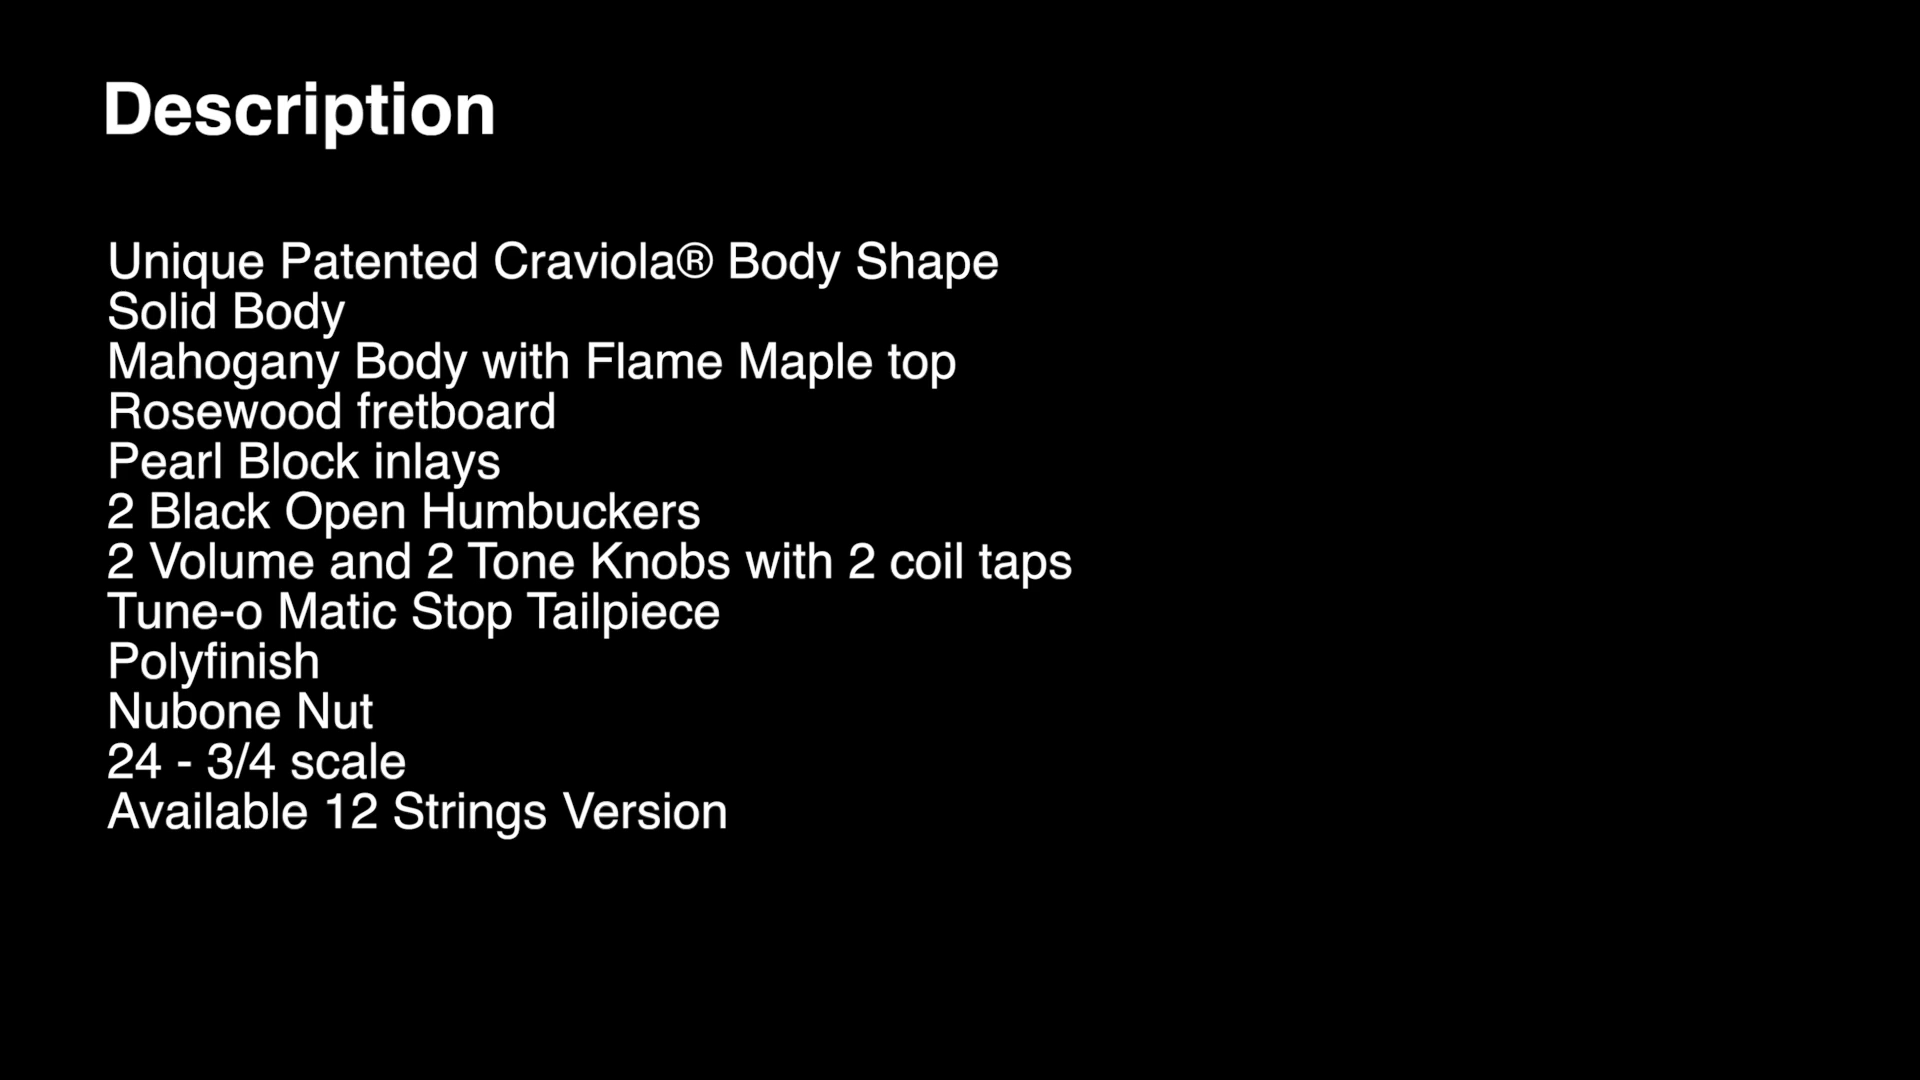 Description
Unique Patented Craviola® Body Shape
Solid Body
Mahogany Body with Flame Maple top
Rosewood fretboard
Pearl Block inlays
2 Black Open Humbuckers
2 Volume and 2 Tone Knobs with 2 coil taps
Tune-o Matic Stop Tailpiece
Polyfinish
Nubone Nut
24 - 3/4 scale
Available 12 Strings Version